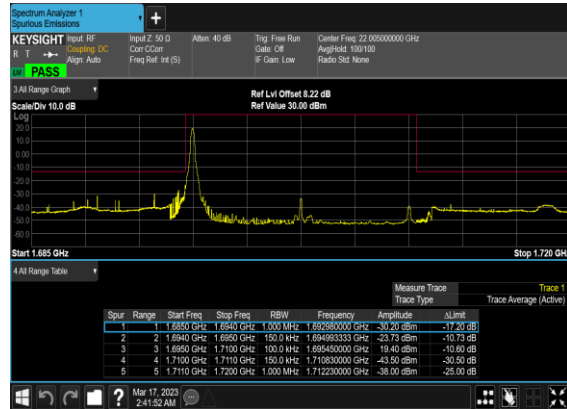 Spectrum Analyzer 1
Spurious Emissions
+
KEYSIGHT Input: RF Input Z: 50 Ω Atten: 40 dB Trig: Free Run Center Freq: 22.005000000 GHz
R T Coupling: DC Corr CCorr Gate: Off Avg|Hold: 100/100
Align: Auto Freq Ref: Int (S) IF Gain: Low Radio Std: None
LW PASS
3 All Range Graph
Ref Lvl Offset 8.22 dB
Scale/Div 10.0 dB Ref Value 30.00 dBm
Log
20.0
10.0
0.00
-10.0
-20.0
-30.0
-40.0
-50.0
-60.0
Start 1.685 GHz Stop 1.720 GHz
4 All Range Table
Measure Trace Trace 1
Trace Type Trace Average (Active)
Spur Range Start Freq Stop Freq RBW Frequency Amplitude ΔLimit
1 1 1.6850 GHz 1.6940 GHz 1.000 MHz 1.692980000 GHz -30.20 dBm -17.20 dB
2 2 1.6940 GHz 1.6950 GHz 150.0 kHz 1.694993333 GHz -23.73 dBm -10.73 dB
3 3 1.6950 GHz 1.7100 GHz 100.0 kHz 1.695450000 GHz 19.40 dBm -10.60 dB
4 4 1.7100 GHz 1.7110 GHz 150.0 kHz 1.710830000 GHz -43.50 dBm -30.50 dB
5 5 1.7110 GHz 1.7200 GHz 1.000 MHz 1.712230000 GHz -38.00 dBm -25.00 dB
? Mar 17, 2023
2:41:52 AM